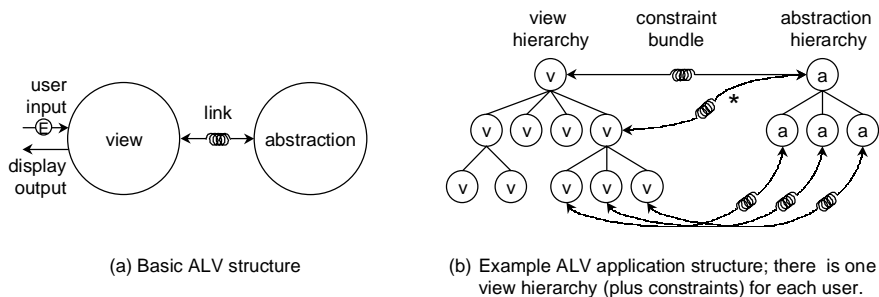 user
input
E
view
display
output
link
abstraction
(a) Basic ALV structure
view
hierarchy
constraint
bundle
abstraction
hierarchy
v
a
*
v v v v
a a a
v v v v v
(b) Example ALV application structure; there is one
view hierarchy (plus constraints) for each user.